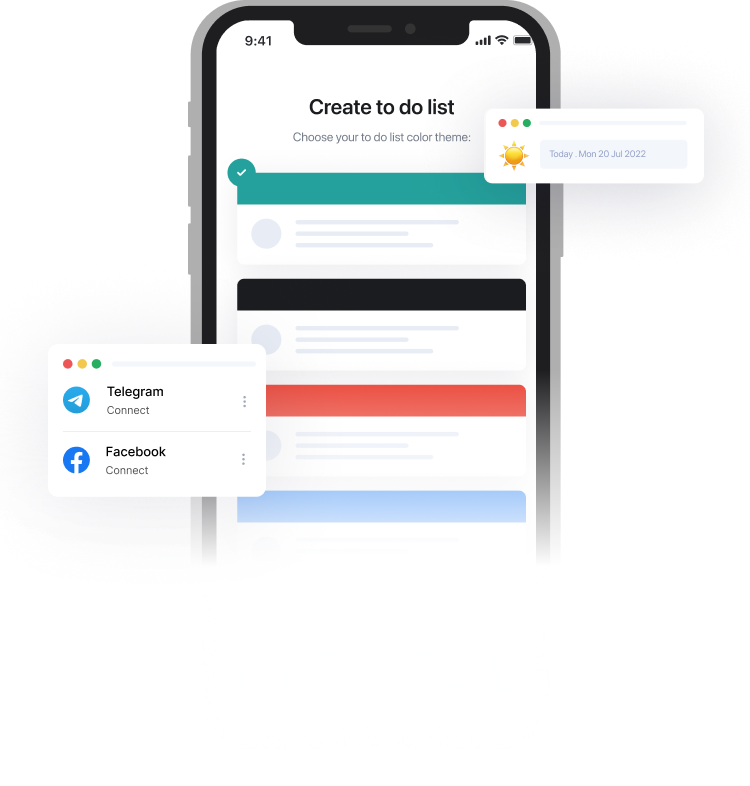 9:41
Create to do list
Choose your to do list color theme:
Today . Mon 20 Jul 2022
Telegram
Connect
Facebook
Connect